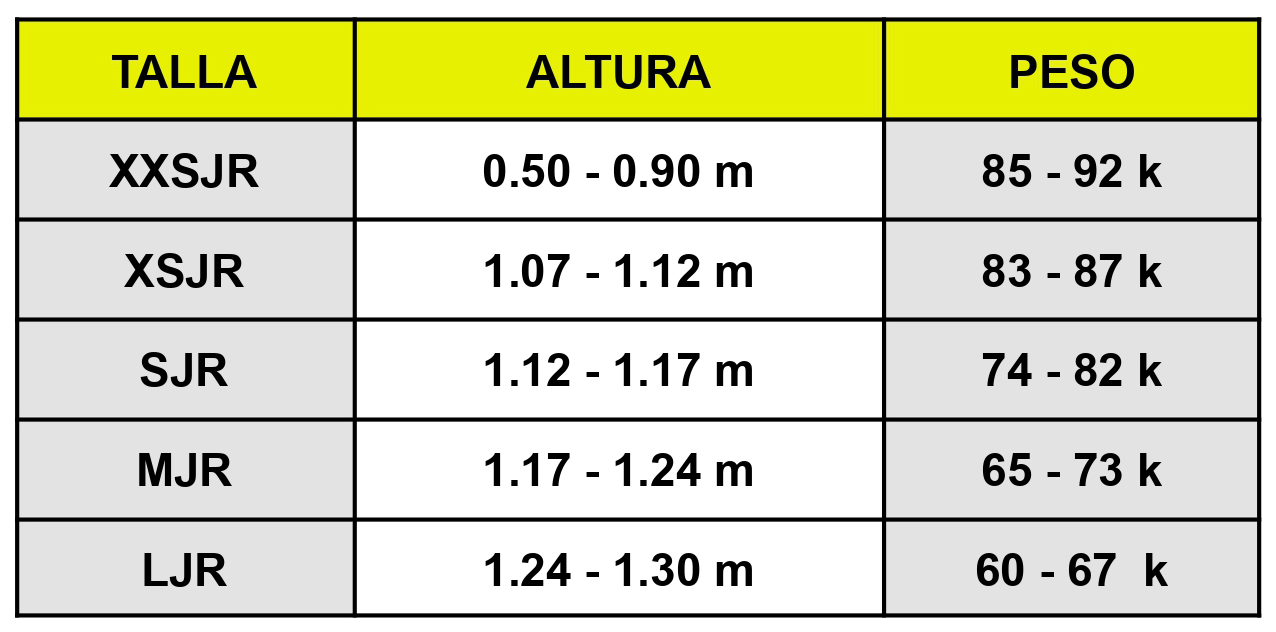 TALLA ALTURA PESO
XXSJR 0.50 - 0.90 m 85 - 92 k
XSJR 1.07 - 1.12 m 83 - 87 k
SJR 1.12 - 1.17 m 74 - 82 k
MJR 1.17 - 1.24 m 65 - 73 k
LJR 1.24 - 1.30 m 60 - 67 k